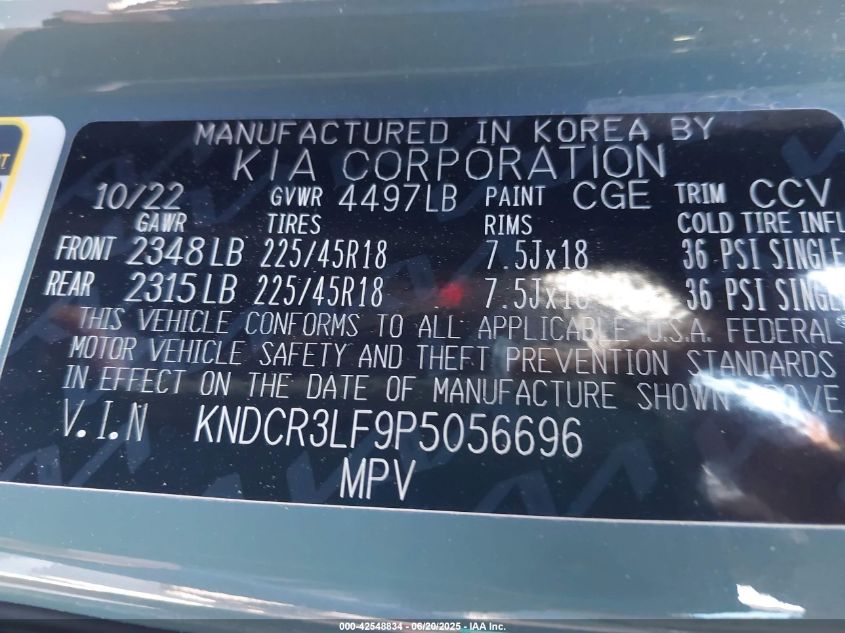 MANUFACTURED IN KOREA BY
KIA CORPORATION
10/22 GVWR 4497LB PAINT CGE TRIM CCV
GAWR TIRES RIMS COLD TIRE INFL
FRONT 2348LB 225/45R18 7.5Jx18 36 PSI SINGLE
REAR 2315LB 225/45R18 7.5Jx18 36 PSI SINGLE
THIS VEHICLE CONFORMS TO ALL APPLICABLE U.S.A. FEDERAL
MOTOR VEHICLE SAFETY AND THEFT PREVENTION STANDARDS
IN EFFECT ON THE DATE OF MANUFACTURE SHOWN ABOVE
V.I.N KNDCR3LF9P5056696
MPV
000-42548834 - 06/20/2025 - IAA Inc.